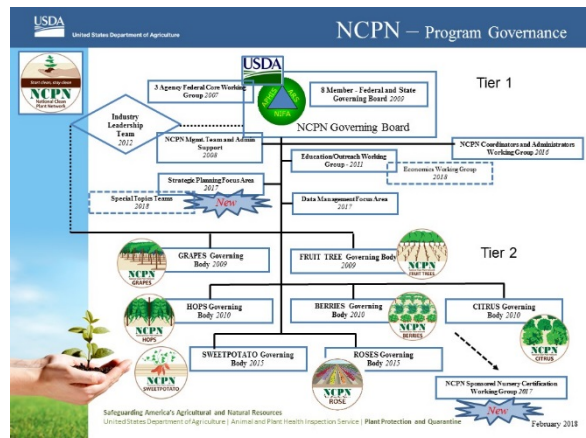 USDA
United States Department of Agriculture
NCPN – Program Governance
Start clean, stay clean
NCPN
National Clean
Plant Network
3 Agency Federal Core Working
Group 2007
USDA
APHIS
ARS
NIFA
8 Member - Federal and State
Governing Board 2009
Tier 1
Industry
Leadership
Team
2012
NCPN Governing Board
NCPN Mgmt. Team and Admin
Support
2008
NCPN Coordinators and Administrators
Working Group 2016
Education/Outreach Working
Group - 2011
Economics Working Group
2018
Strategic Planning Focus Area
2017
Special Topics Teams
2018
New
Data Management Focus Area
2017
Tier 2
NCPN
GRAPES
GRAPES Governing
Body 2009
FRUIT TREE Governing Body
2009
NCPN
FRUIT TREES
NCPN
HOPS
HOPS Governing
Body 2010
BERRIES Governing
Body 2010
NCPN
BERRIES
CITRUS Governing
Body 2010
NCPN
CITRUS
NCPN
SWEETPOTATO
SWEETPOTATO Governing
Body 2015
NCPN
ROSE
ROSES Governing
Body 2015
NCPN Sponsored Nursery Certification
Working Group 2017
New
Safeguarding America's Agricultural and Natural Resources
United States Department of Agriculture | Animal and Plant Health Inspection Service | Plant Protection and Quarantine
February 2018